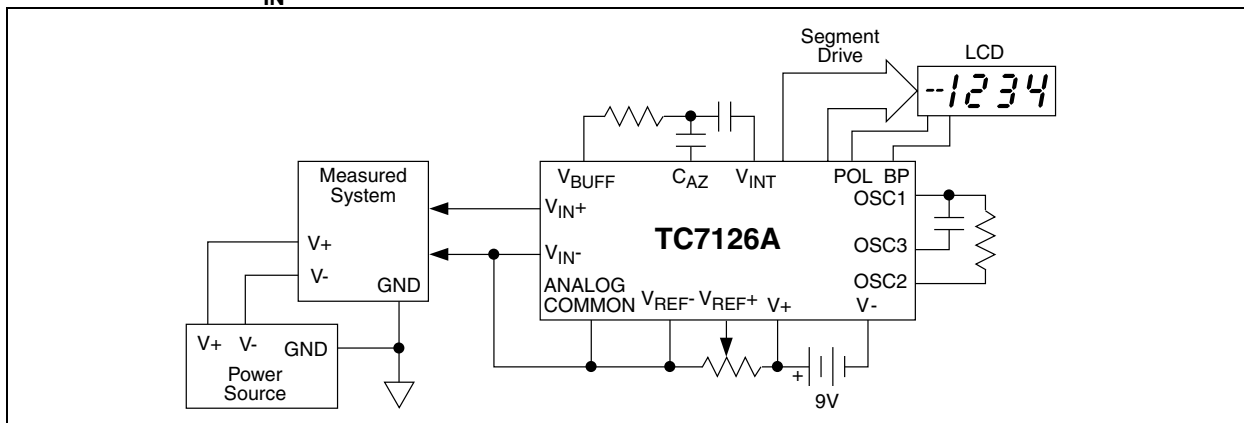 IN
Segment
Drive
LCD
-1234
Measured
System
V+
V-
GND
V+ V- GND
Power
Source
VBUFF CAZ VINT POL BP
VIN+
VIN-
TC7126A
OSC1
OSC3
OSC2
ANALOG
COMMON VREF- VREF+ V+ V-
+
9V